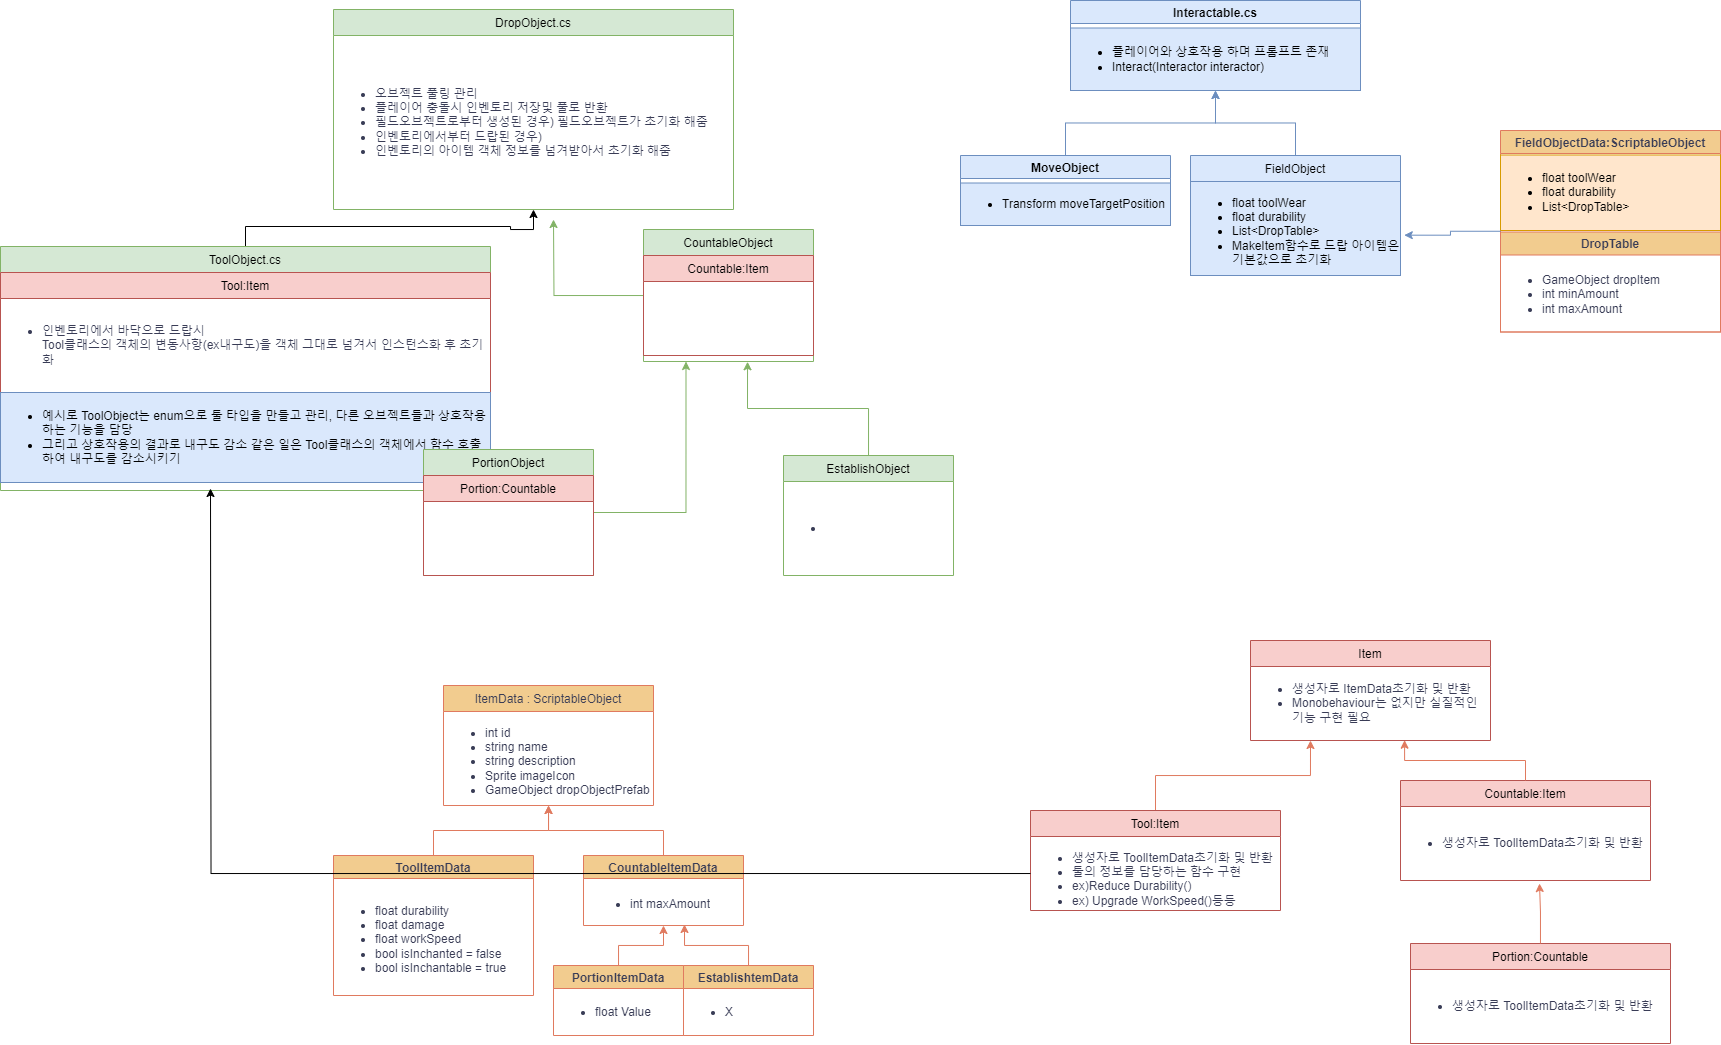 DropObject.cs
오브젝트 풀링 관리
플레이어 충돌시 인벤토리 저장및 풀로 반환
필드오브젝트로부터 생성된 경우) 필드오브젝트가 초기화 해줌
인벤토리에서부터 드랍된 경우)
인벤토리의 아이템 객체 정보를 넘겨받아서 초기화 해줌
Interactable.cs
플레이어와 상호작용 하며 프롬프트 존재
Interact(Interactor interactor)
MoveObject
Transform moveTargetPosition
FieldObject
float toolWear
float durability
List<DropTable>
MakeItem함수로 드랍 아이템은
기본값으로 초기화
FieldObjectData:ScriptableObject
float toolWear
float durability
List<DropTable>
DropTable
GameObject dropItem
int minAmount
int maxAmount
ToolObject.cs
Tool:Item
인벤토리에서 바닥으로 드랍시
Tool클래스의 객체의 변동사항(ex내구도)을 객체 그대로 넘겨서 인스턴스화 후 초기
화
예시로 ToolObject는 enum으로 툴 타입을 만들고 관리, 다른 오브젝트들과 상호작용
하는 기능을 담당
그리고 상호작용의 결과로 내구도 감소 같은 일은 Tool클래스의 객체에서 함수 호출
하여 내구도를 감소시키기
CountableObject
Countable:Item
PortionObject
Portion:Countable
EstablishObject
ItemData : ScriptableObject
int id
string name
string description
Sprite imageIcon
GameObject dropObjectPrefab
ToolItemData
float durability
float damage
float workSpeed
bool isInchanted = false
bool isInchantable = true
CountableItemData
int maxAmount
PortionItemData
float Value
EstablishtemData
X
Item
생성자로 ItemData초기화 및 반환
Monobehaviour는 없지만 실질적인
기능 구현 필요
Tool:Item
생성자로 ToolItemData초기화 및 반환
툴의 정보를 담당하는 함수 구현
ex)Reduce Durability()
ex) Upgrade WorkSpeed()등등
Countable:Item
생성자로 ToolItemData초기화 및 반환
Portion:Countable
생성자로 ToolItemData초기화 및 반환